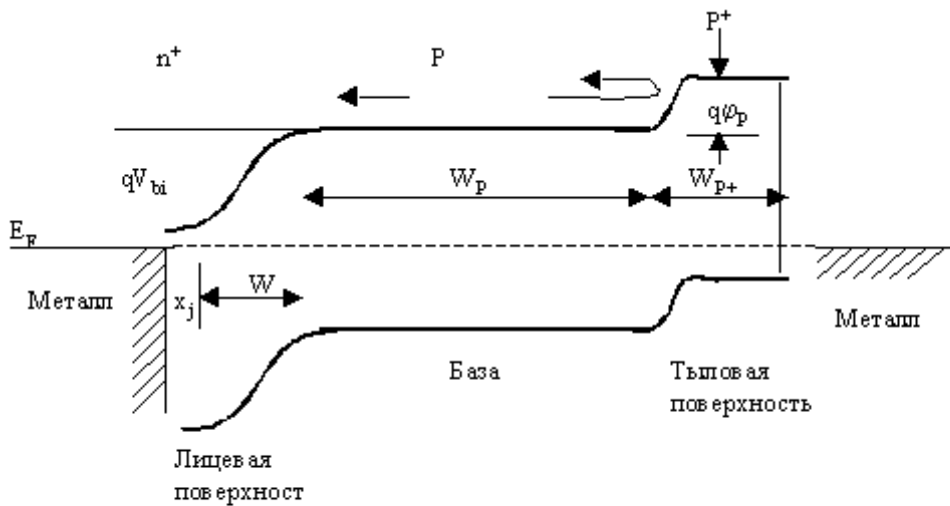 n+ P P+
qφp
qVbi Wp Wp+
EF
Металл xj W Металл
База Тыловая
поверхность
Лицевая
поверхност